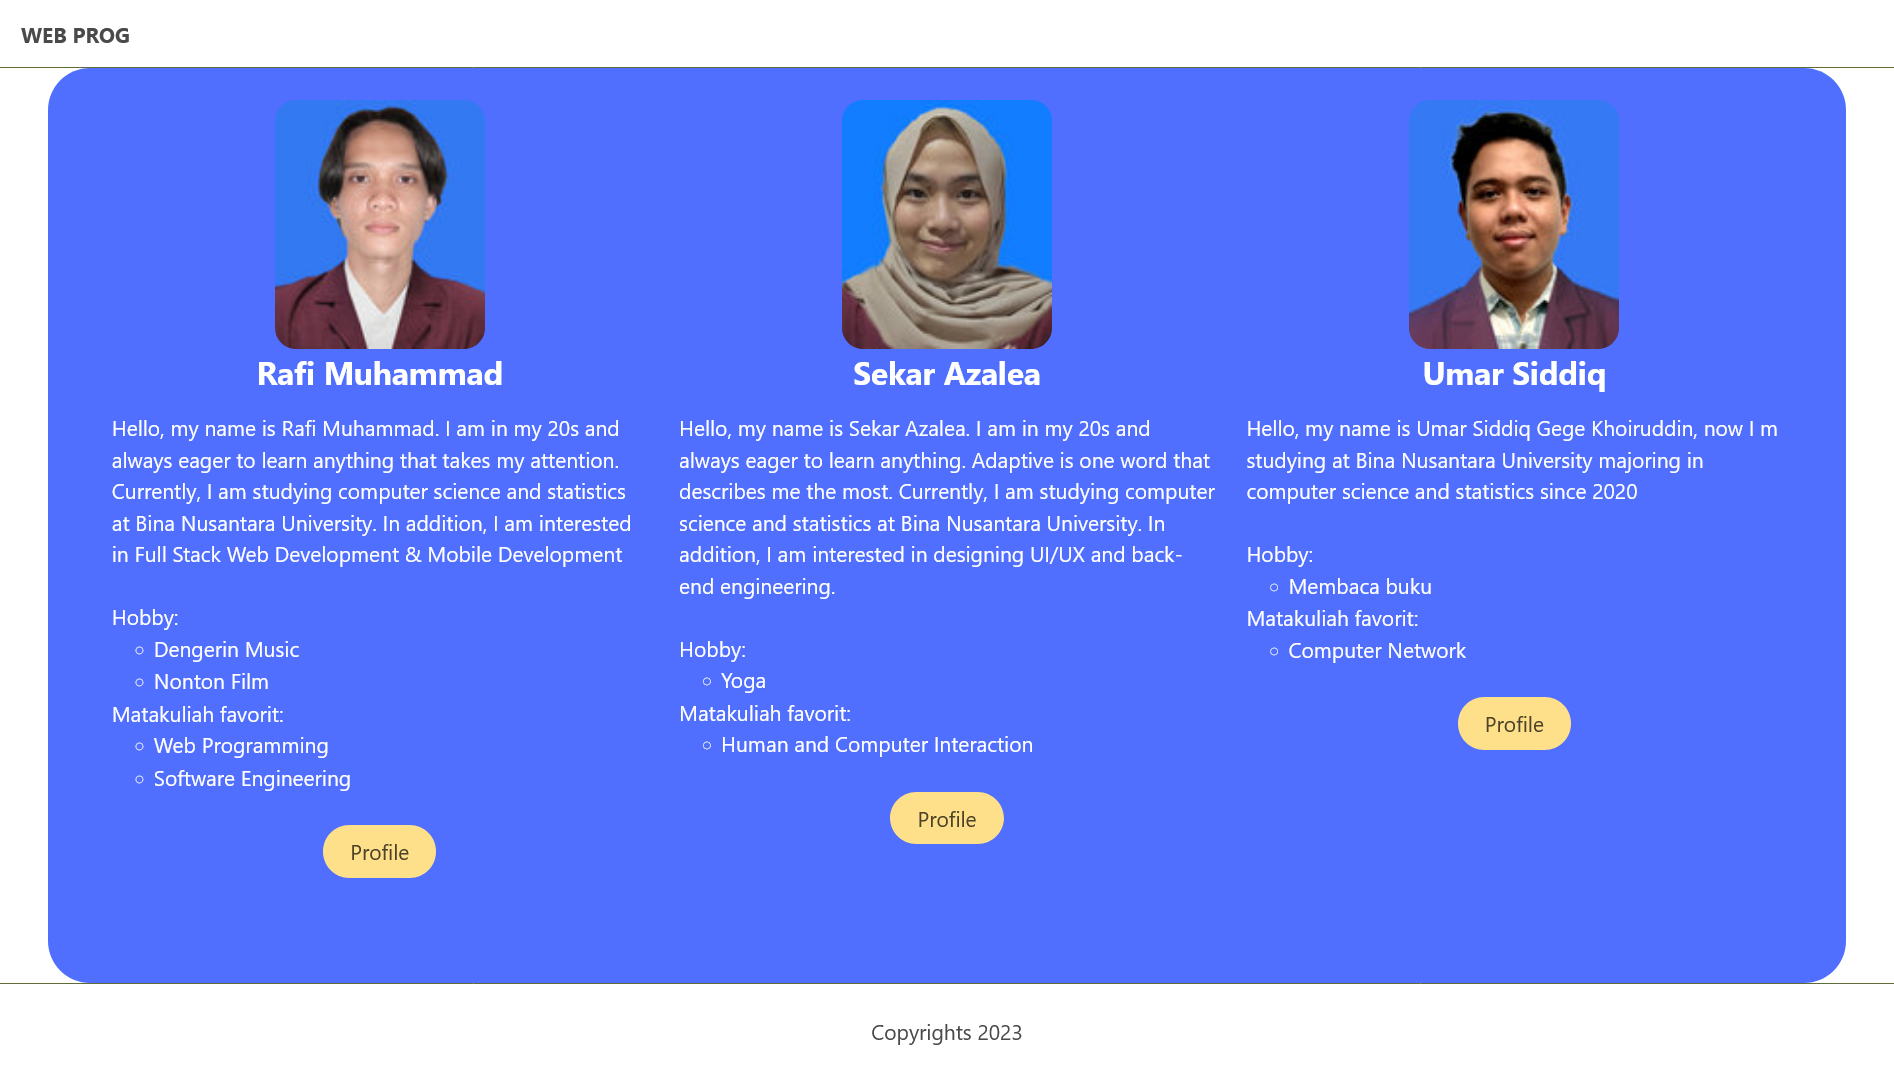 WEB PROG
Rafi Muhammad
Hello, my name is Rafi Muhammad. I am in my 20s and
always eager to learn anything that takes my attention.
Currently, I am studying computer science and statistics
at Bina Nusantara University. In addition, I am interested
in Full Stack Web Development & Mobile Development
Hobby:
Dengerin Music
Nonton Film
Matakuliah favorit:
Web Programming
Software Engineering
Profile
Sekar Azalea
Hello, my name is Sekar Azalea. I am in my 20s and
always eager to learn anything. Adaptive is one word that
describes me the most. Currently, I am studying computer
science and statistics at Bina Nusantara University. In
addition, I am interested in designing UI/UX and back-
end engineering.
Hobby:
Yoga
Matakuliah favorit:
Human and Computer Interaction
Profile
Umar Siddiq
Hello, my name is Umar Siddiq Gege Khoiruddin, now I m
studying at Bina Nusantara University majoring in
computer science and statistics since 2020
Hobby:
Membaca buku
Matakuliah favorit:
Computer Network
Profile
Copyrights 2023